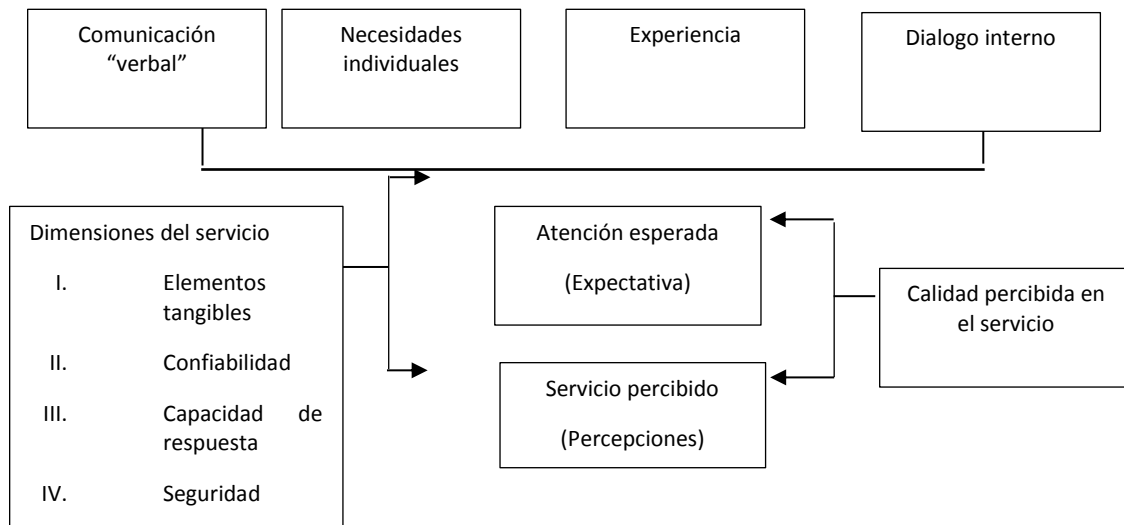 Comunicación
“verbal”
Necesidades
individuales
Experiencia
Dialogo interno
Dimensiones del servicio
I. Elementos
tangibles
II. Confiabilidad
III. Capacidad de
respuesta
IV. Seguridad
Atención esperada
(Expectativa)
Servicio percibido
(Percepciones)
Calidad percibida en
el servicio